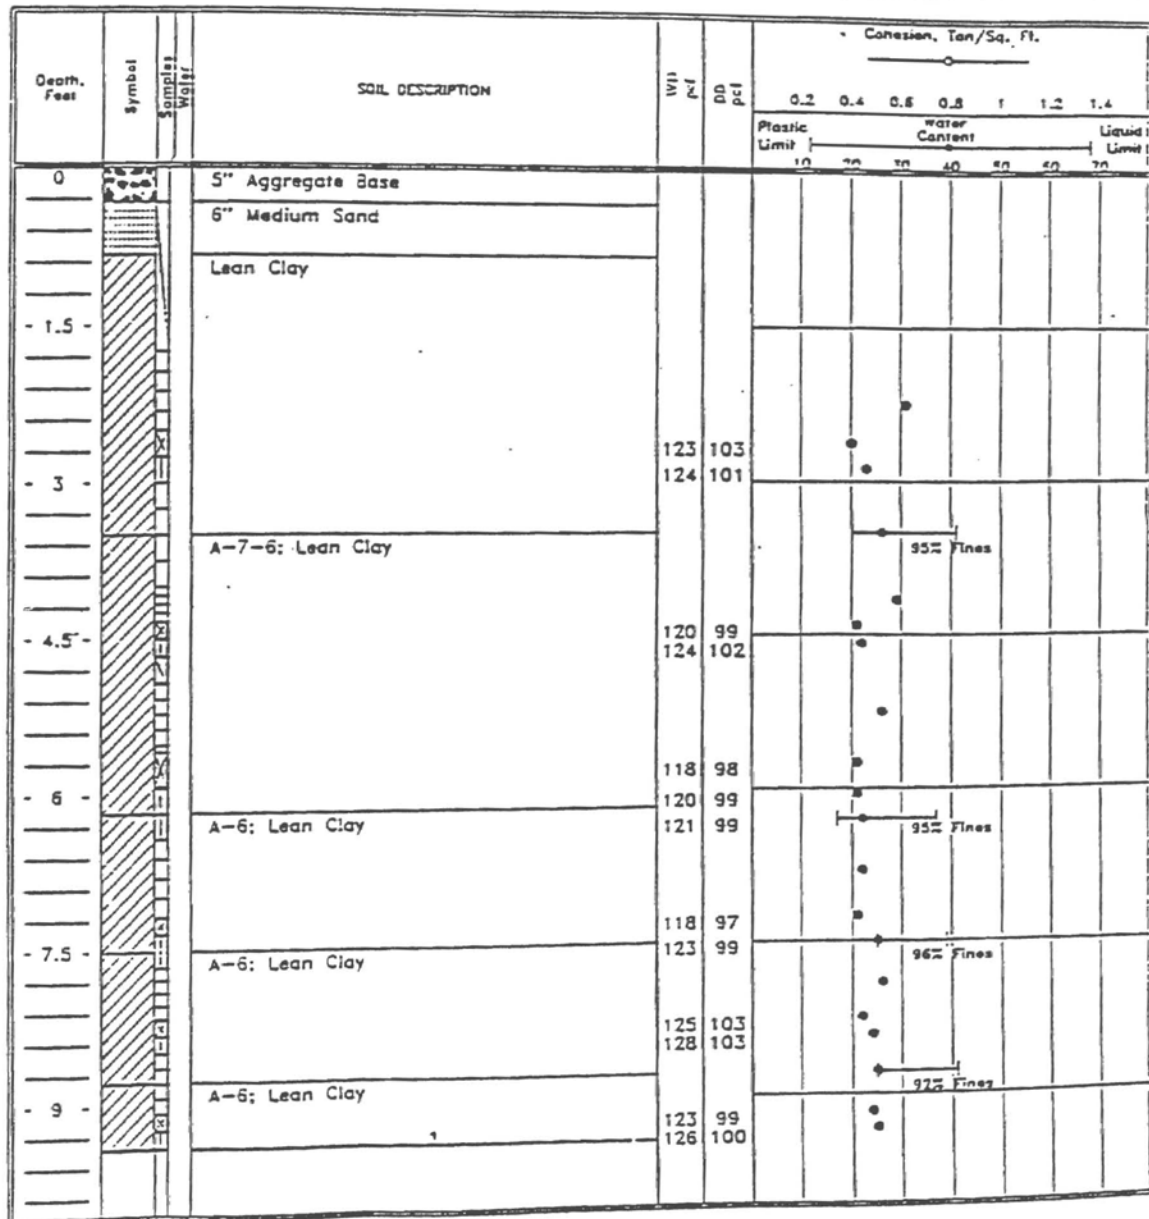 Cohesion, Ton/Sq. Ft.
Depth, Feet
Symbol
Samples
Water
SOIL DESCRIPTION
WD pcf
DD pcf
0.2 0.4 0.6 0.8 1 1.2 1.4
Plastic Limit
Water Content
Liquid Limit
10 20 30 40 50 60 70
0
5" Aggregate Base
6" Medium Sand
Lean Clay
- 1.5 -
123 103
124 101
- 3 -
A-7-6; Lean Clay
95% Fines
120 99
- 4.5 -
124 102
118 98
- 6 -
120 99
A-6; Lean Clay
121 99
95% Fines
118 97
- 7.5 -
123 99
A-6; Lean Clay
96% Fines
125 103
128 103
A-6; Lean Clay
Fines
- 9 -
123 99
126 100